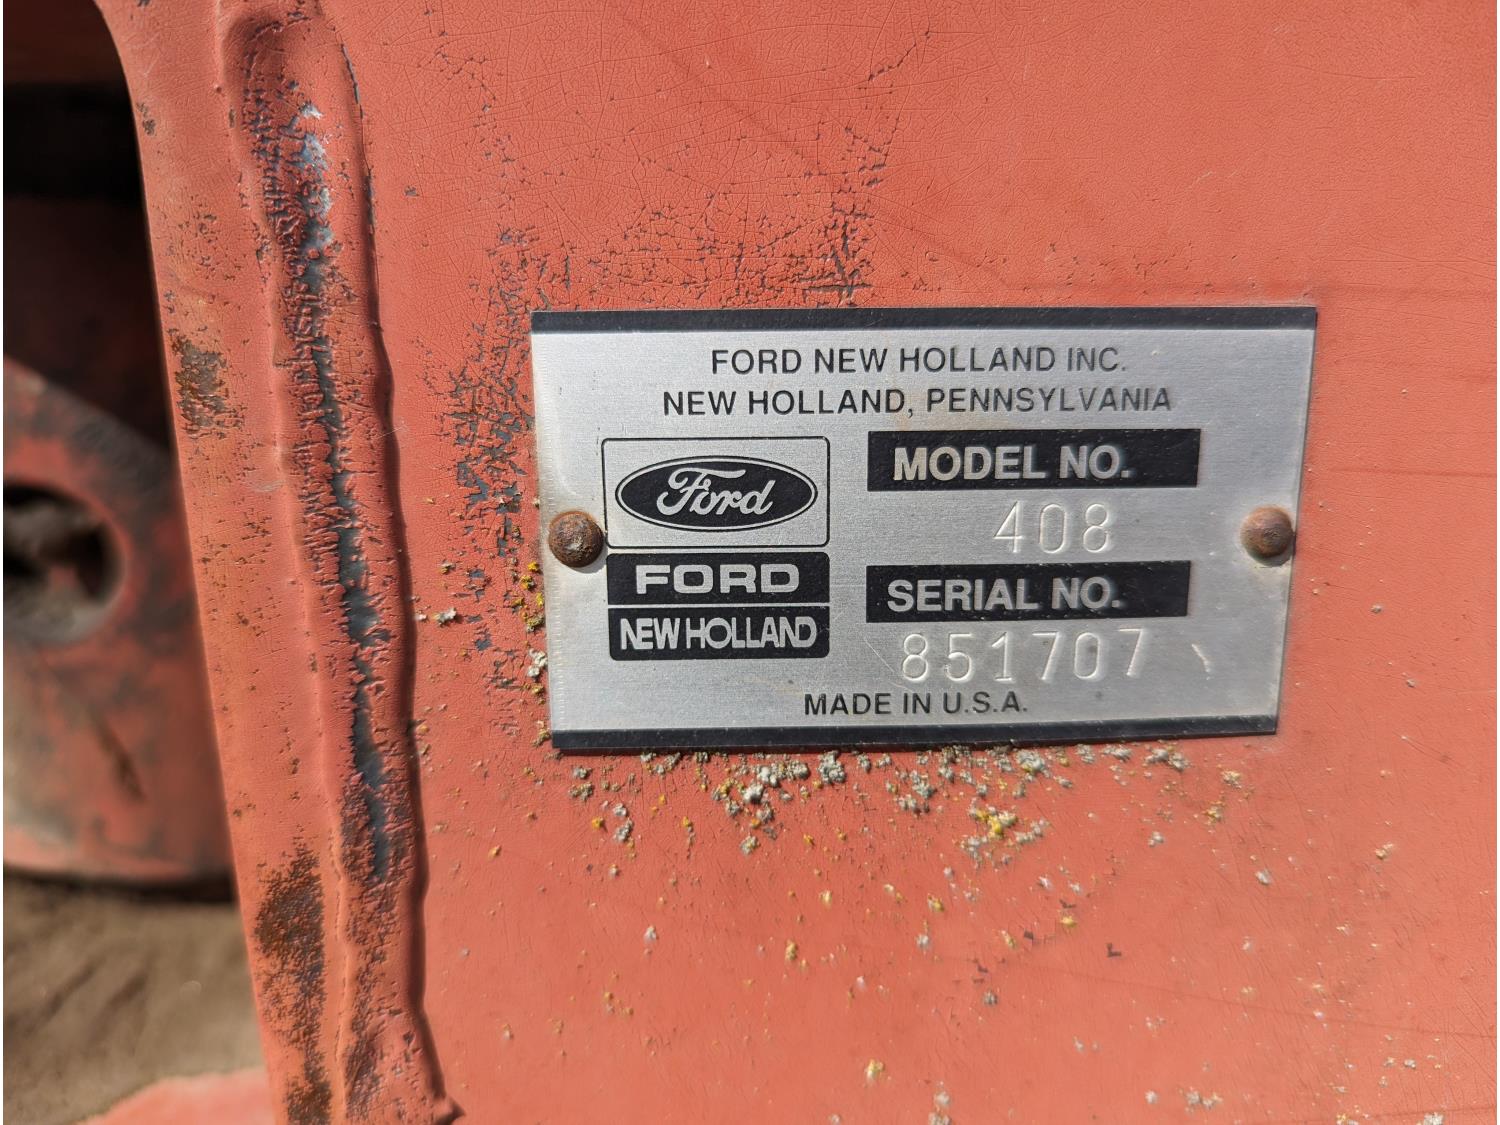 FORD NEW HOLLAND INC.
NEW HOLLAND, PENNSYLVANIA
Ford
FORD
NEW HOLLAND
MODEL NO.
408
SERIAL NO.
851707
MADE IN U.S.A.